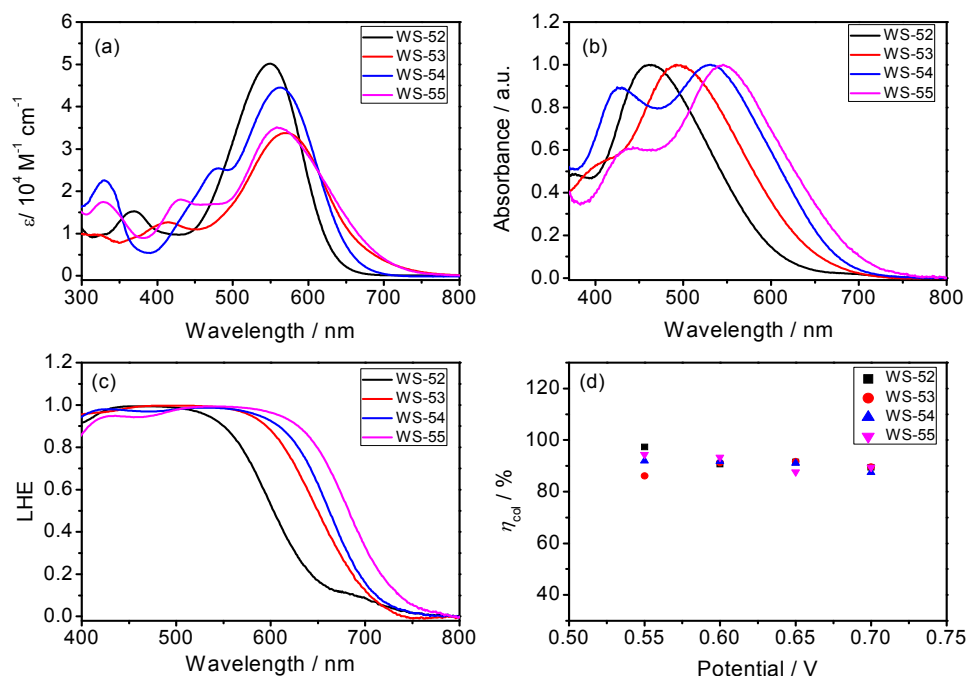 (a)
WS-52
WS-53
WS-54
WS-55
ε/ 10⁴ M⁻¹ cm⁻¹
6
5
4
3
2
1
0
300 400 500 600 700 800
Wavelength / nm
(b)
WS-52
WS-53
WS-54
WS-55
Absorbance / a.u.
1.2
1.0
0.8
0.6
0.4
0.2
0.0
400 500 600 700 800
Wavelength / nm
(c)
WS-52
WS-53
WS-54
WS-55
LHE
1.2
1.0
0.8
0.6
0.4
0.2
0.0
400 500 600 700 800
Wavelength / nm
(d)
WS-52
WS-53
WS-54
WS-55
η_col / %
120
100
80
60
40
0.50 0.55 0.60 0.65 0.70 0.75
Potential / V